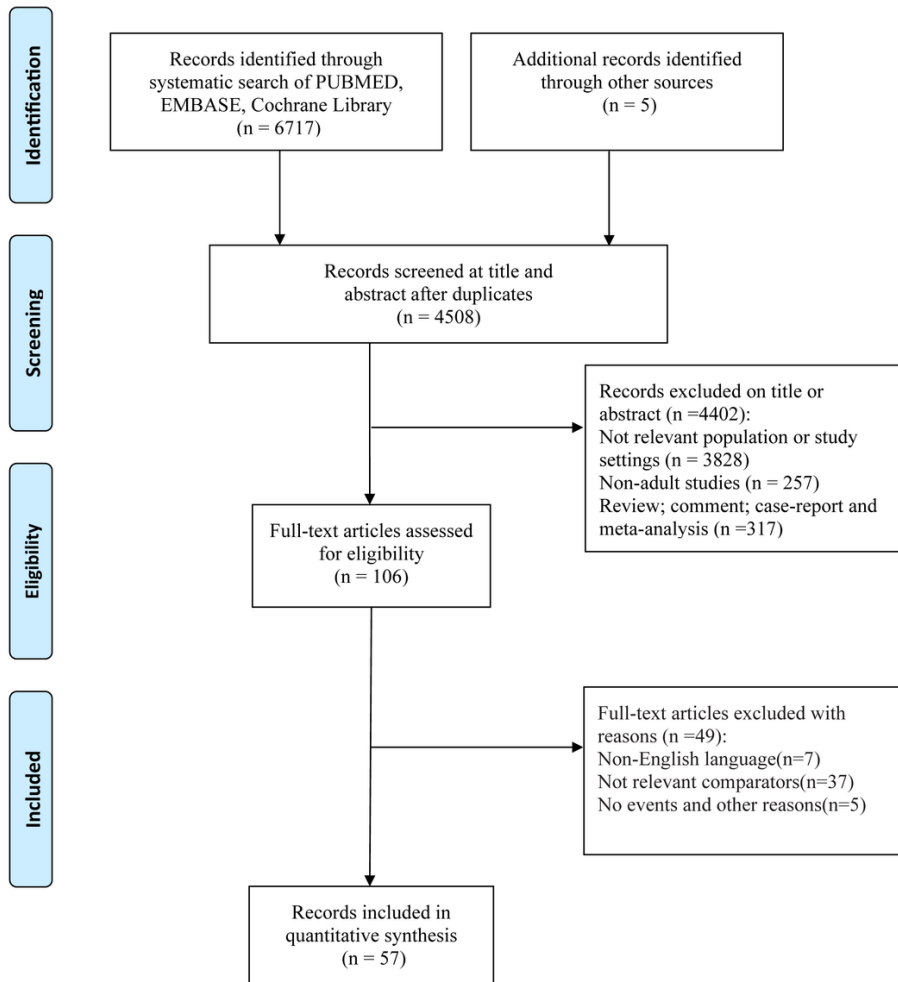 Identification
Records identified through
systematic search of PUBMED,
EMBASE, Cochrane Library
(n = 6717)
Additional records identified
through other sources
(n = 5)
Screening
Records screened at title and
abstract after duplicates
(n = 4508)
Records excluded on title or
abstract (n =4402):
Not relevant population or study
settings (n = 3828)
Non-adult studies (n = 257)
Review; comment; case-report and
meta-analysis (n =317)
Eligibility
Full-text articles assessed
for eligibility
(n = 106)
Full-text articles excluded with
reasons (n =49):
Non-English language(n=7)
Not relevant comparators(n=37)
No events and other reasons(n=5)
Included
Records included in
quantitative synthesis
(n = 57)